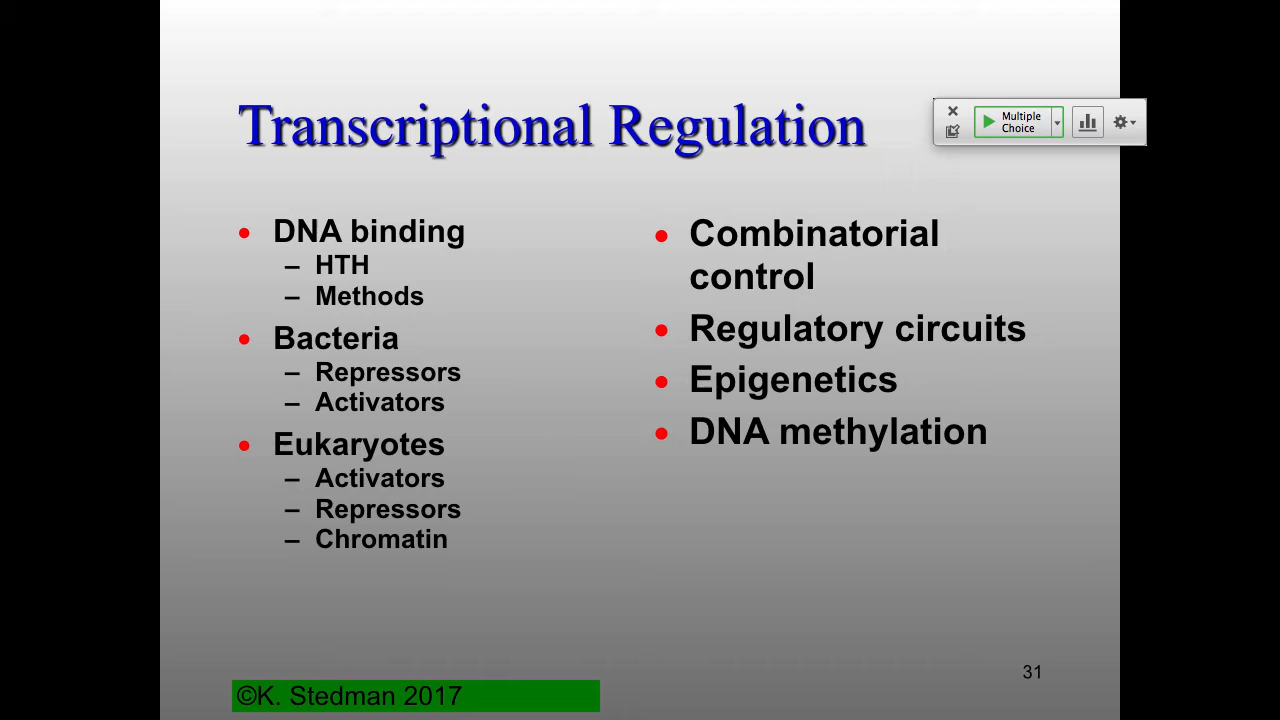 Transcriptional Regulation
Multiple
Choice
• DNA binding
– HTH
– Methods
• Bacteria
– Repressors
– Activators
• Eukaryotes
– Activators
– Repressors
– Chromatin
• Combinatorial
control
• Regulatory circuits
• Epigenetics
• DNA methylation
31
©K. Stedman 2017